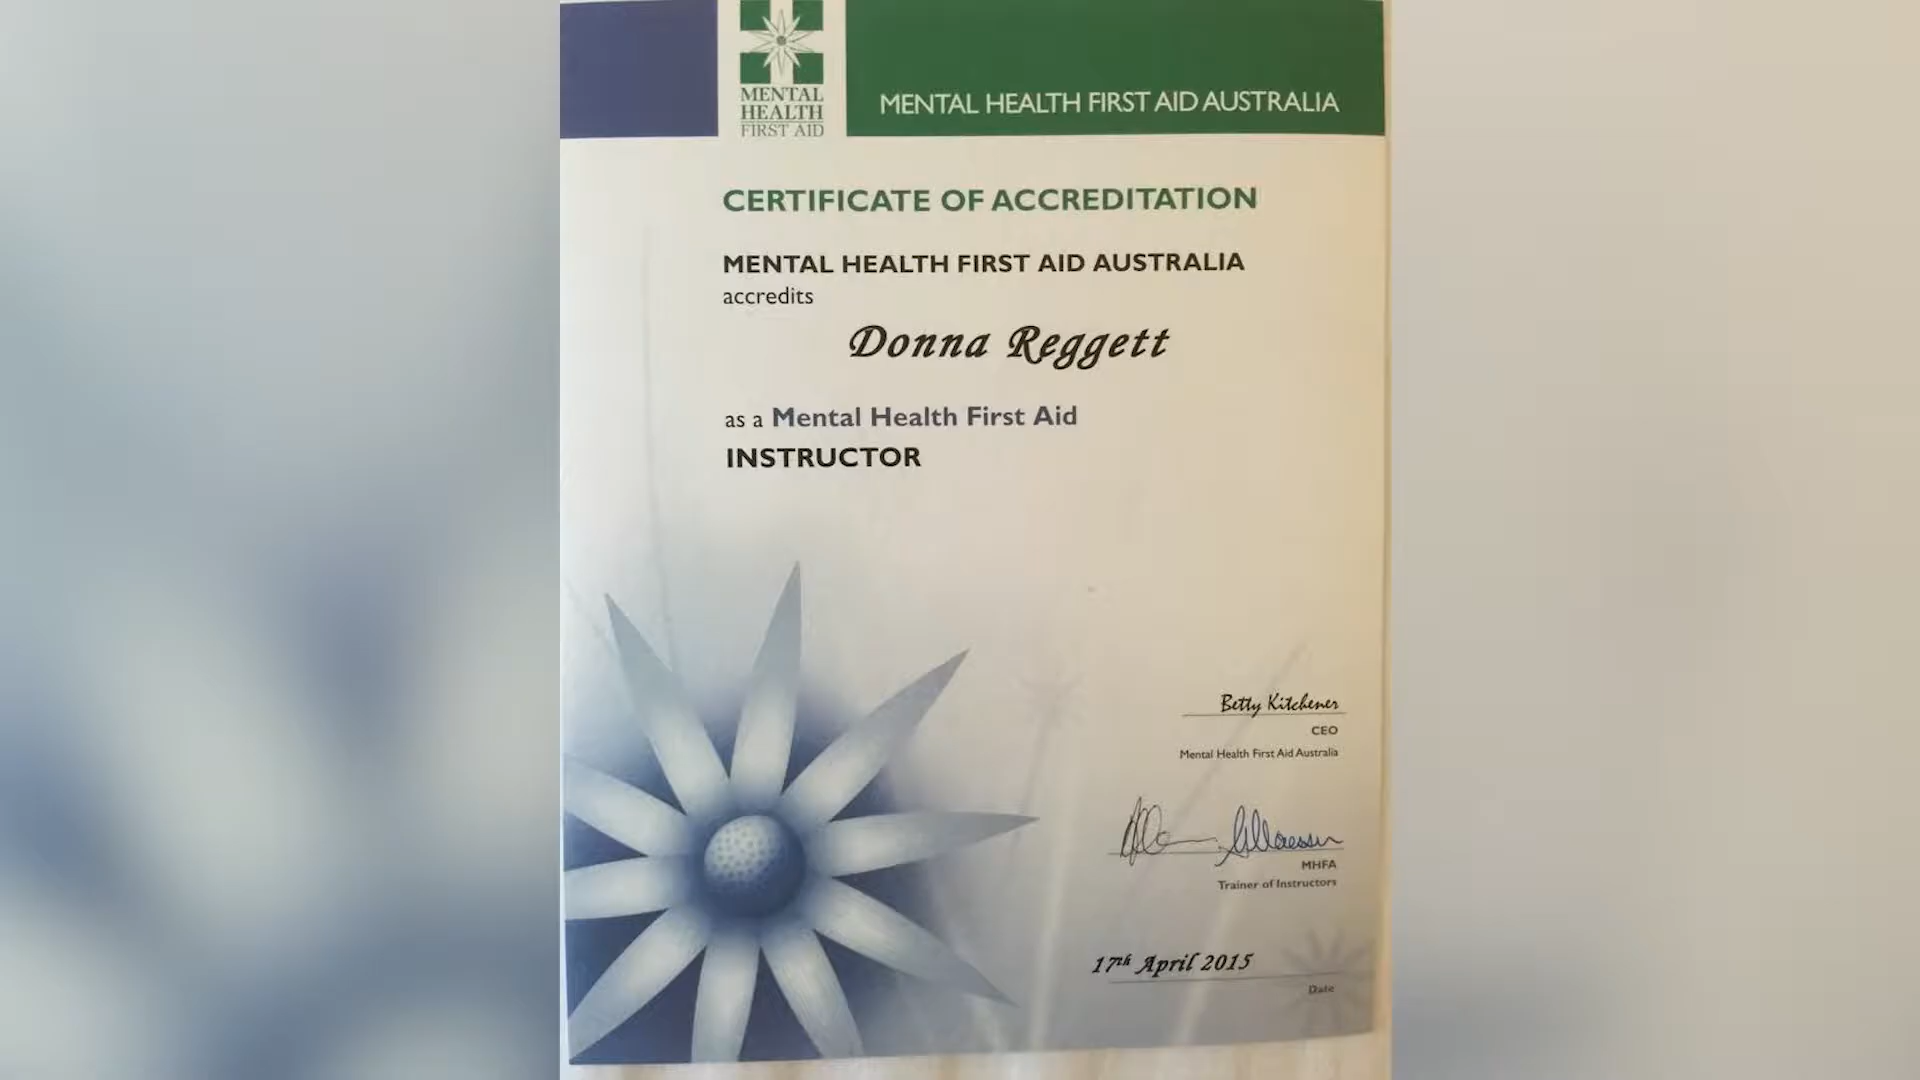 MENTAL
HEALTH
FIRST AID
MENTAL HEALTH FIRST AID AUSTRALIA
CERTIFICATE OF ACCREDITATION
MENTAL HEALTH FIRST AID AUSTRALIA
accredits
Donna Reggett
as a Mental Health First Aid
INSTRUCTOR
Betty Kitchener
CEO
Mental Health First Aid Australia
MHFA
Trainer of Instructors
17th April 2015
Date